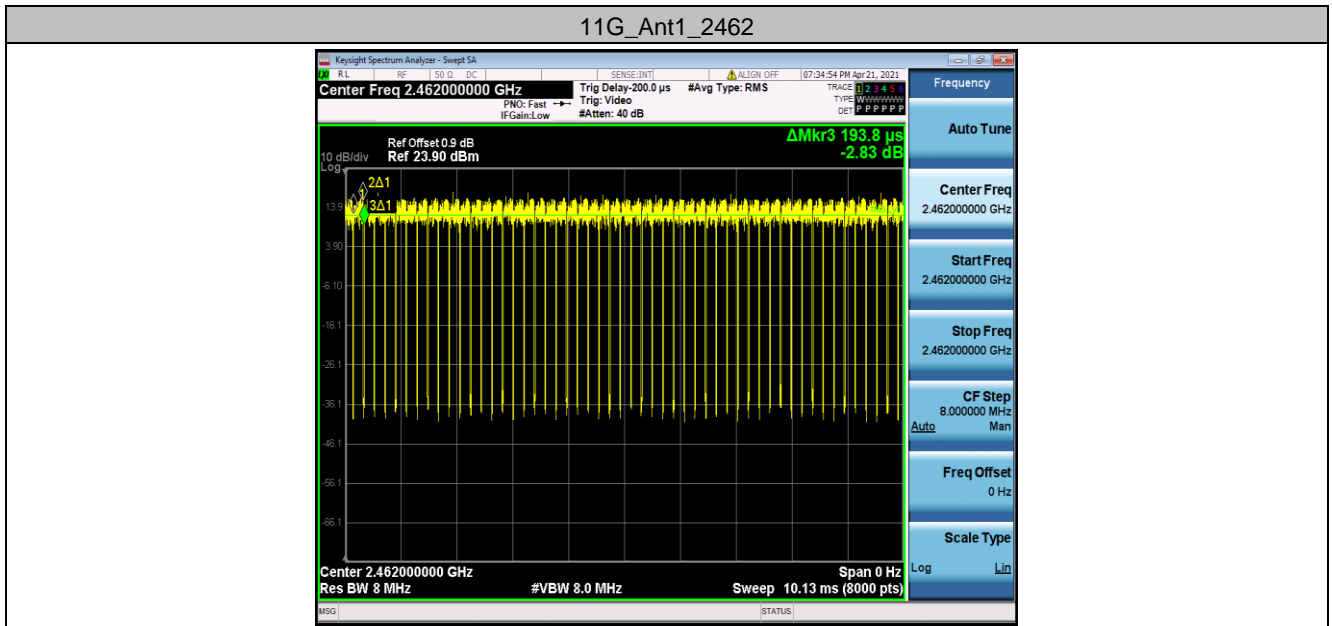 11G_Ant1_2462
Keysight Spectrum Analyzer - Swept SA
RL RF 50 Ω DC SENSE:INT ALIGN OFF 07:34:54 PM Apr 21, 2021
Center Freq 2.462000000 GHz
PNO: Fast
IFGain:Low
Trig Delay-200.0 µs
Trig: Video
#Atten: 40 dB
#Avg Type: RMS
TRACE 1 2 3 4 5 6
TYPE WWWWWW
DET P P P P P P
ΔMkr3 193.8 µs
-2.83 dB
Ref Offset 0.9 dB
10 dB/div Ref 23.90 dBm
Log
2Δ1
1
3Δ1
13.9
3.90
-6.10
-16.1
-26.1
-36.1
-46.1
-56.1
-66.1
Center 2.462000000 GHz Span 0 Hz
Res BW 8 MHz #VBW 8.0 MHz Sweep 10.13 ms (8000 pts)
MSG STATUS
Frequency
Auto Tune
Center Freq
2.462000000 GHz
Start Freq
2.462000000 GHz
Stop Freq
2.462000000 GHz
CF Step
8.000000 MHz
Auto Man
Freq Offset
0 Hz
Scale Type
Log Lin